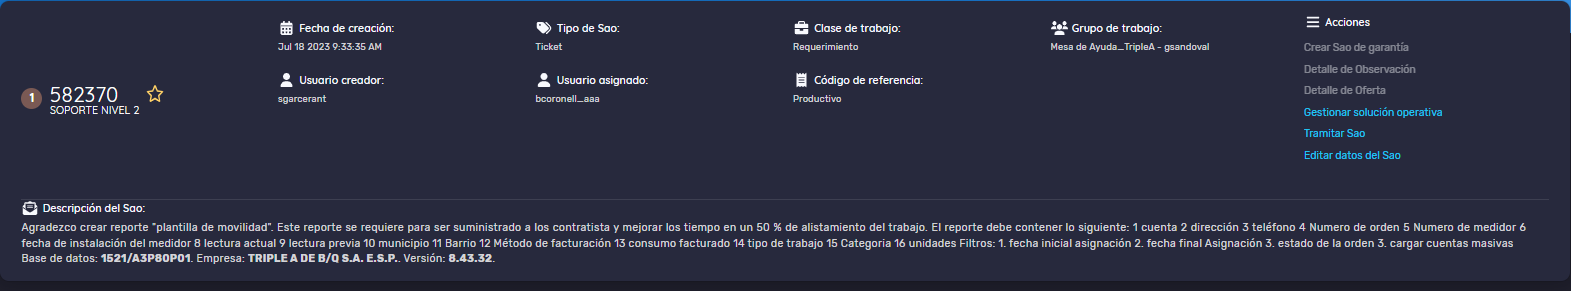 1
582370
SOPORTE NIVEL 2
Fecha de creación:
Jul 18 2023 9:33:35 AM
Tipo de Sao:
Ticket
Clase de trabajo:
Requerimiento
Grupo de trabajo:
Mesa de Ayuda_TripleA - gsandoval
Usuario creador:
sgarcerant
Usuario asignado:
bcoronell_aaa
Código de referencia:
Productivo
Acciones
Crear Sao de garantía
Detalle de Observación
Detalle de Oferta
Gestionar solución operativa
Tramitar Sao
Editar datos del Sao
Descripción del Sao:
Agradezco crear reporte "plantilla de movilidad". Este reporte se requiere para ser suministrado a los contratista y mejorar los tiempo en un 50 % de alistamiento del trabajo. El reporte debe contener lo siguiente: 1 cuenta 2 dirección 3 teléfono 4 Numero de orden 5 Numero de medidor 6
fecha de instalación del medidor 8 lectura actual 9 lectura previa 10 municipio 11 Barrio 12 Método de facturación 13 consumo facturado 14 tipo de trabajo 15 Categoria 16 unidades Filtros: 1. fecha inicial asignación 2. fecha final Asignación 3. estado de la orden 3. cargar cuentas masivas
Base de datos: 1521/A3P80P01. Empresa: TRIPLE A DE B/Q S.A. E.S.P.. Versión: 8.43.32.